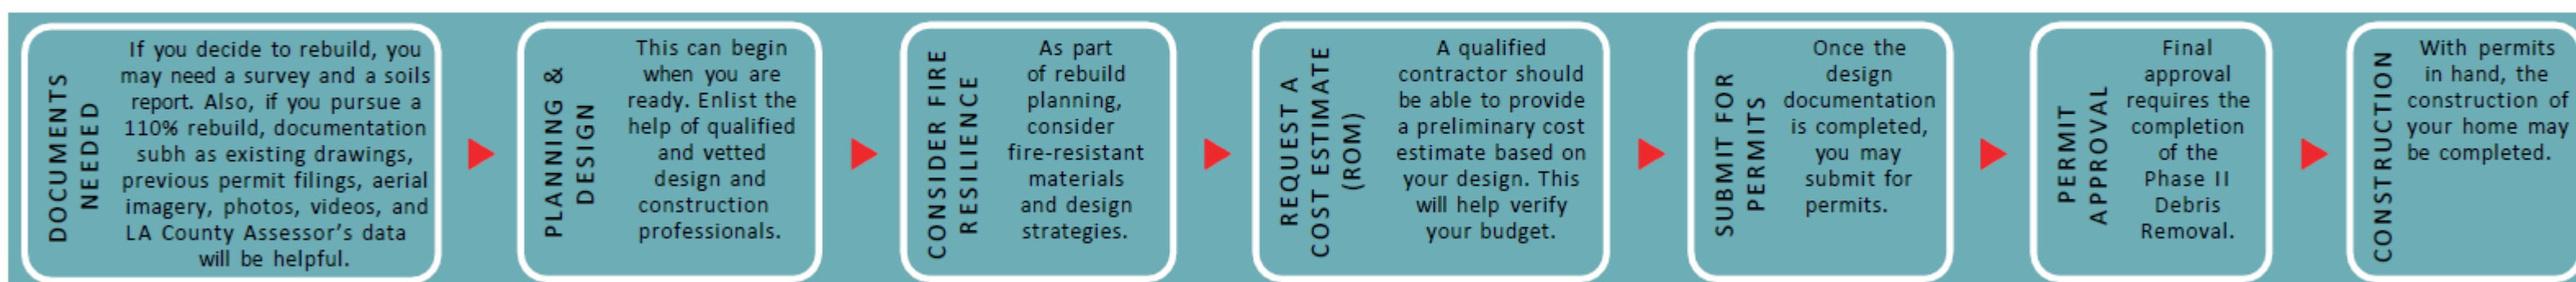 DOCUMENTS
NEEDED
If you decide to rebuild, you
may need a survey and a soils
report. Also, if you pursue a
110% rebuild, documentation
subh as existing drawings,
previous permit filings, aerial
imagery, photos, videos, and
LA County Assessor's data
will be helpful.
PLANNING &
DESIGN
This can begin
when you are
ready. Enlist the
help of qualified
and vetted
design and
construction
professionals.
CONSIDER FIRE
RESILIENCE
As part
of rebuild
planning,
consider
fire-resistant
materials
and design
strategies.
REQUEST A
COST ESTIMATE
(ROM)
A qualified
contractor should
be able to provide
a preliminary cost
estimate based on
your design. This
will help verify
your budget.
SUBMIT FOR
PERMITS
Once the
design
documentation
is completed,
you may
submit for
permits.
PERMIT
APPROVAL
Final
approval
requires the
completion
of the
Phase II
Debris
Removal.
CONSTRUCTION
With permits
in hand, the
construction of
your home may
be completed.